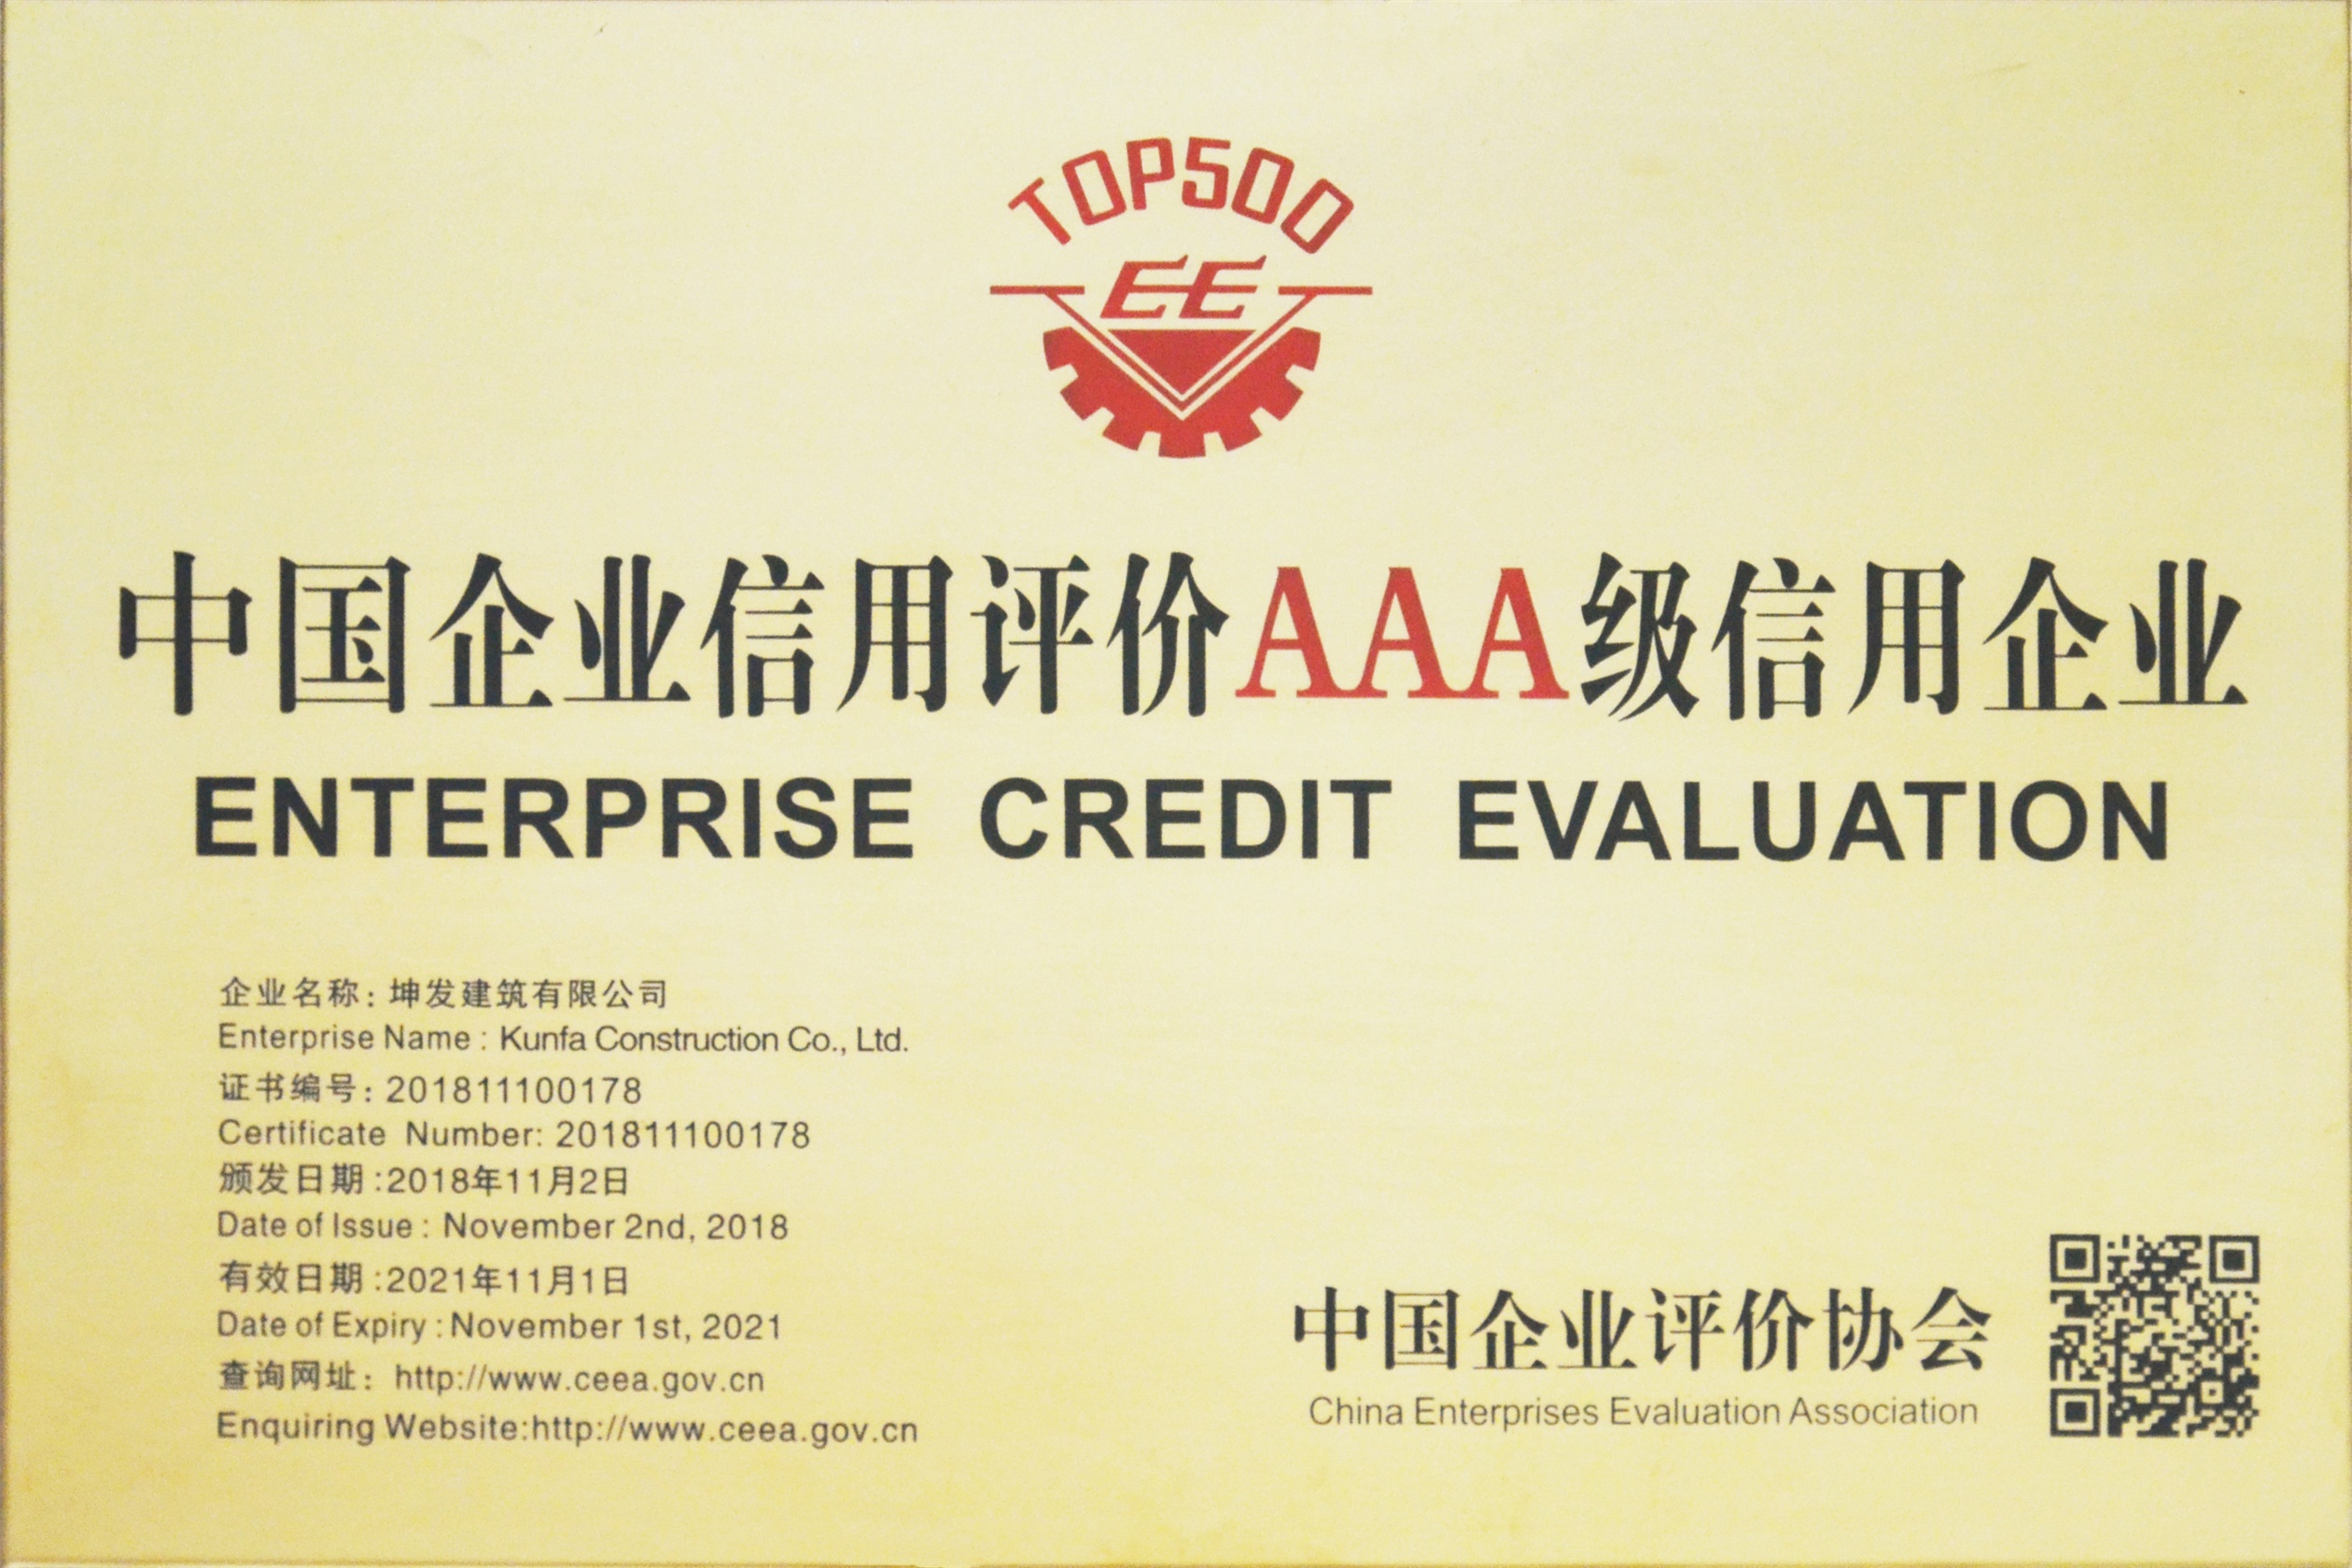 TOP500
EE
中国企业信用评价AAA级信用企业
ENTERPRISE CREDIT EVALUATION
企业名称: 坤发建筑有限公司
Enterprise Name : Kunfa Construction Co., Ltd.
证书编号: 201811100178
Certificate Number: 201811100178
颁发日期:2018年11月2日
Date of Issue : November 2nd, 2018
有效日期:2021年11月1日
Date of Expiry : November 1st, 2021
查询网址: http://www.ceea.gov.cn
Enquiring Website:http://www.ceea.gov.cn
中国企业评价协会
China Enterprises Evaluation Association